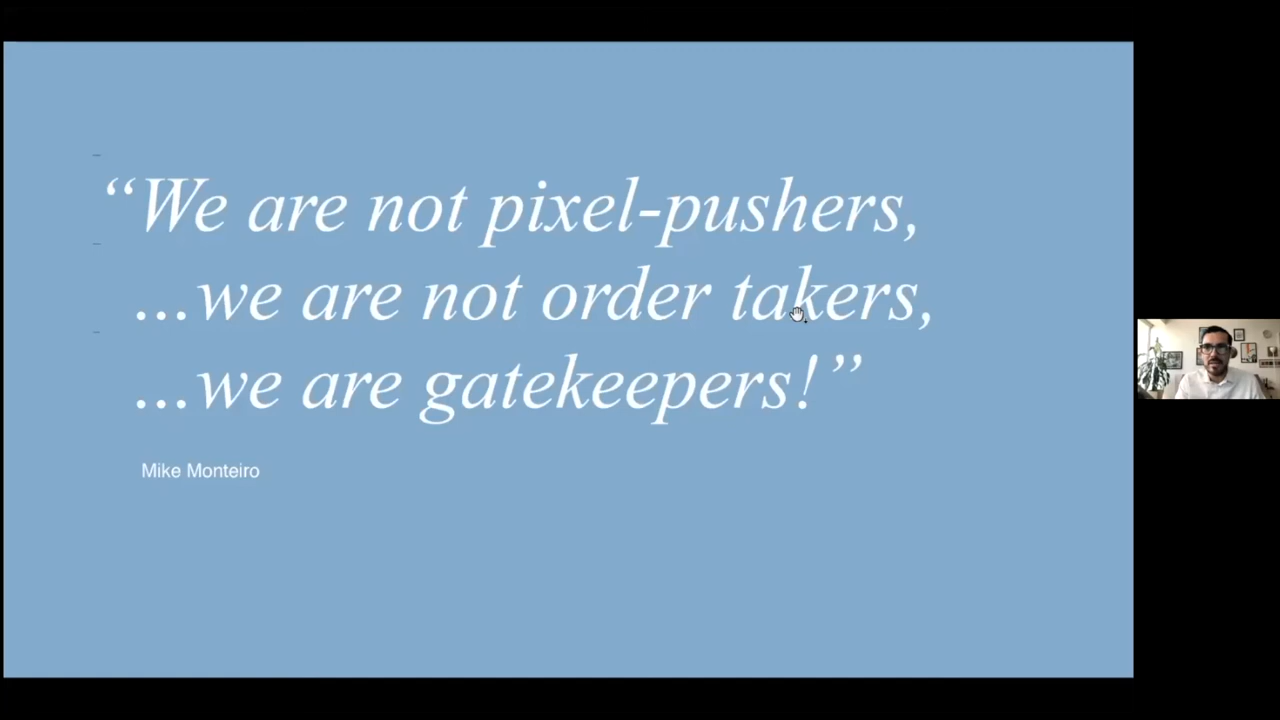 “We are not pixel-pushers,
...we are not order takers,
...we are gatekeepers!”
Mike Monteiro